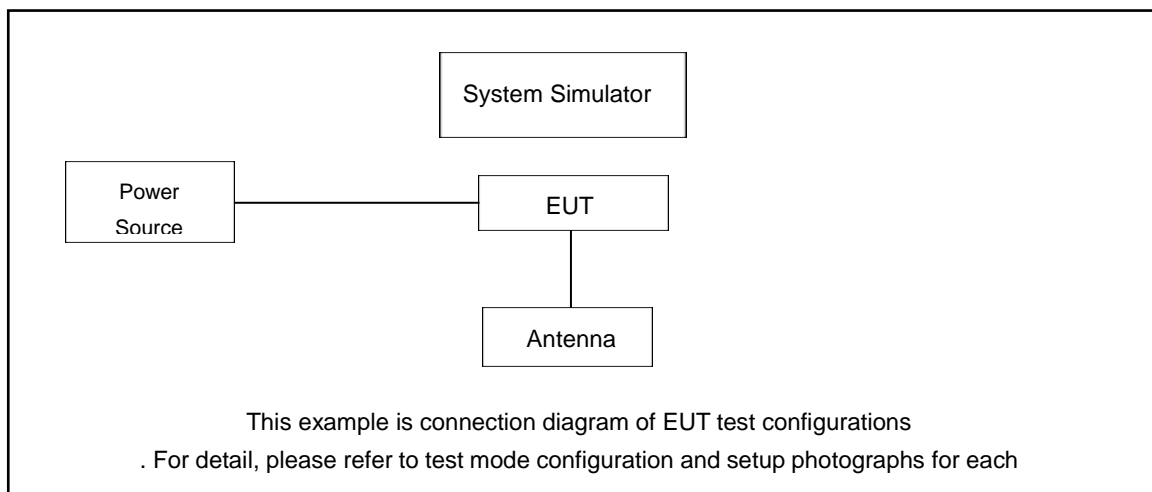 System Simulator
Power
Source
EUT
Antenna
This example is connection diagram of EUT test configurations
. For detail, please refer to test mode configuration and setup photographs for each